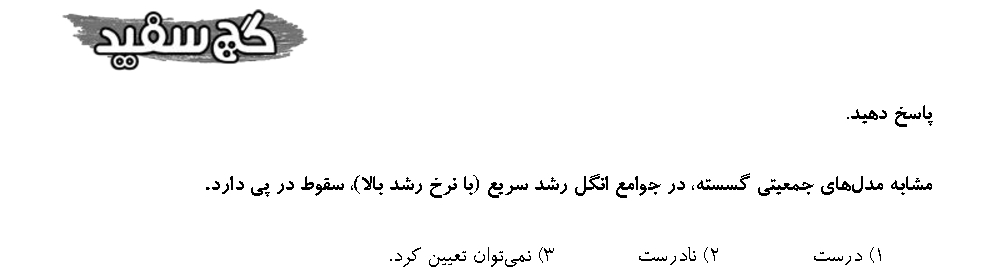 گچ سفید
پاسخ دهید.
مشابه مدل‌های جمعیتی گسسته، در جوامع انگل رشد سریع (با نرخ رشد بالا)، سقوط در پی دارد.
۱) درست ۲) نادرست ۳) نمی‌توان تعیین کرد.